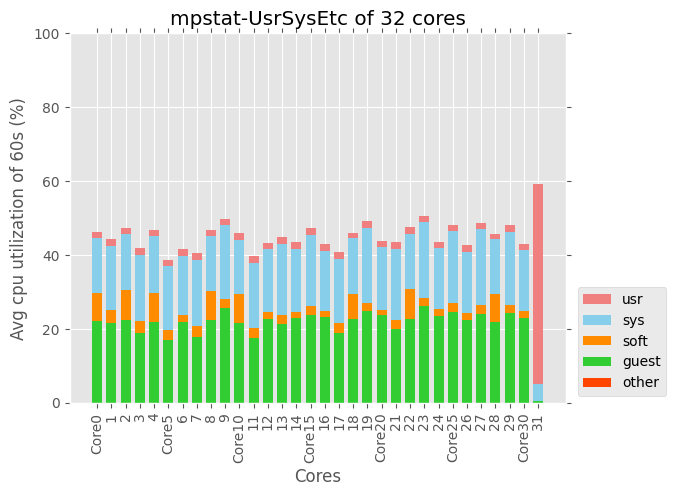 mpstat-UsrSysEtc of 32 cores
Avg cpu utilization of 60s (%)
100
80
60
40
20
0
Core0
1
2
3
4
Core5
6
7
8
9
Core10
11
12
13
14
Core15
16
17
18
19
Core20
21
22
23
24
Core25
26
27
28
29
Core30
31
Cores
usr
sys
soft
guest
other